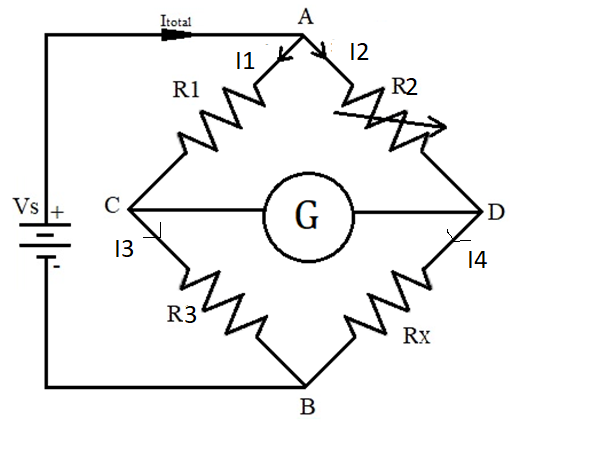 A
Itotal
I1
I2
R1
R2
Vs
+
-
C
G
D
I3
I4
R3
Rx
B